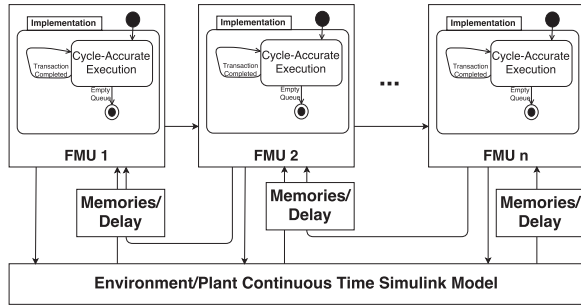 Implementation
Cycle-Accurate
Execution
Transaction
Completed
Empty
Queue
FMU 1
Implementation
Cycle-Accurate
Execution
Transaction
Completed
Empty
Queue
FMU 2
...
Implementation
Cycle-Accurate
Execution
Transaction
Completed
Empty
Queue
FMU n
Memories/
Delay
Memories/
Delay
Memories/
Delay
Environment/Plant Continuous Time Simulink Model